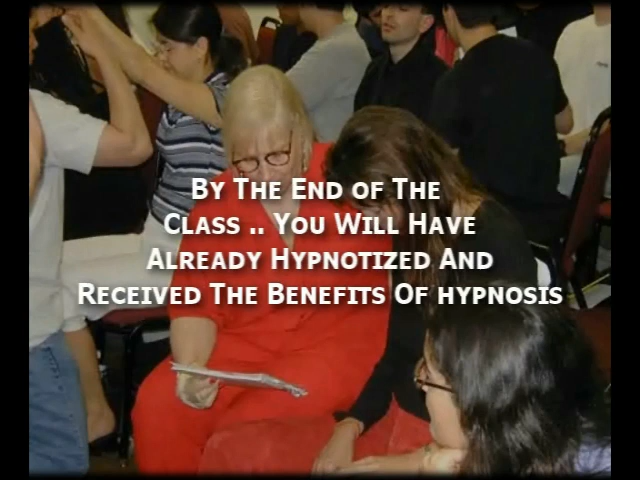 By The End of The
Class .. You Will Have
Already Hypnotized And
Received The Benefits Of hypnosis